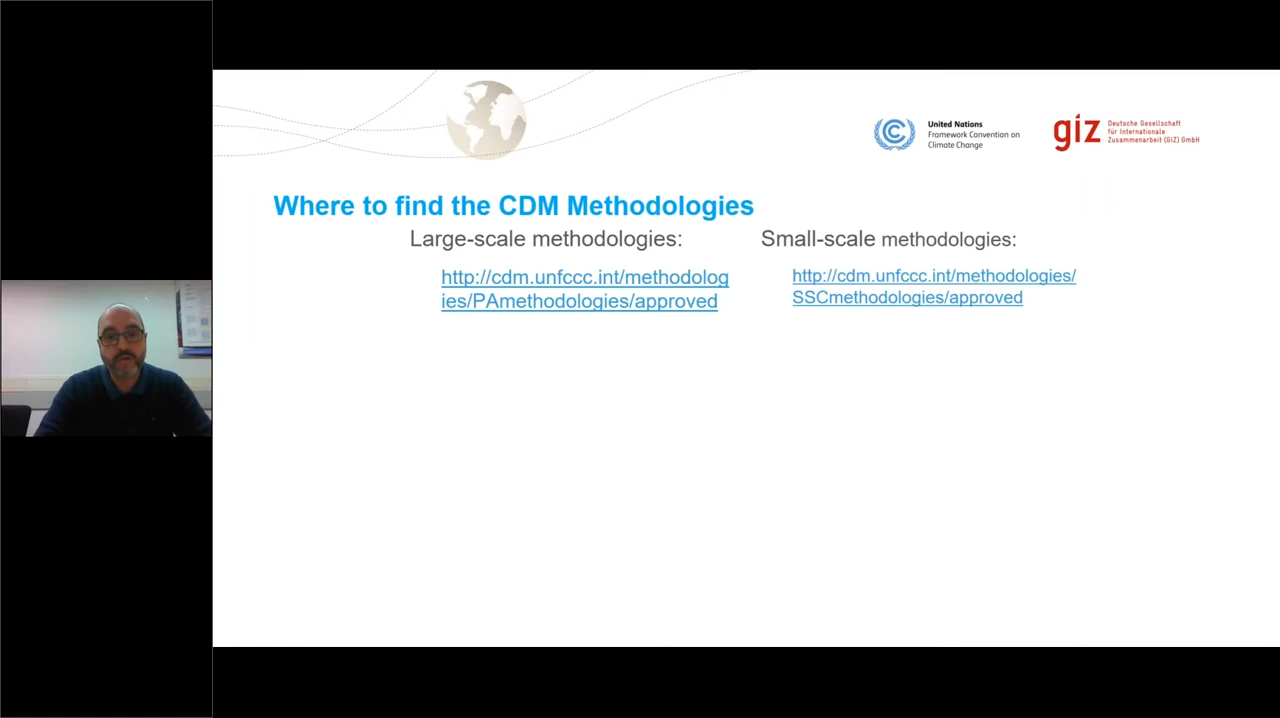 United Nations
Framework Convention on
Climate Change
giz
Deutsche Gesellschaft
für Internationale
Zusammenarbeit (GIZ) GmbH
Where to find the CDM Methodologies
Large-scale methodologies:
http://cdm.unfccc.int/methodolog
ies/PAmethodologies/approved
Small-scale methodologies:
http://cdm.unfccc.int/methodologies/
SSCmethodologies/approved